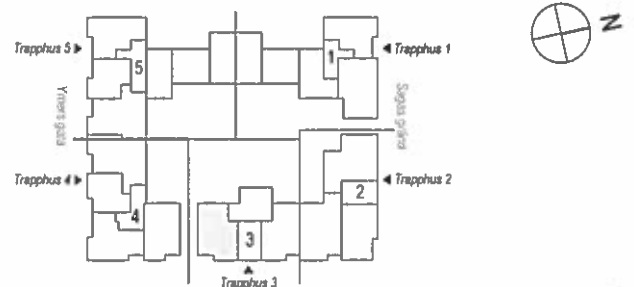 Trapphus 5
Trapphus 1
1
5
N
Ymers gata
Sagas gränd
Trapphus 4
Trapphus 2
4
2
3
Trapphus 3